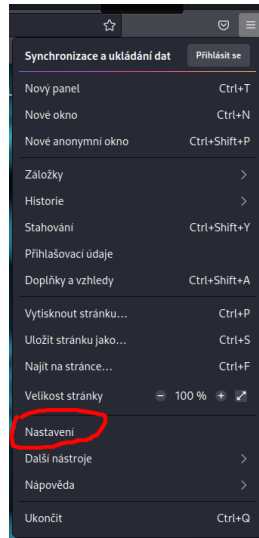 Synchronizace a ukládání dat Přihlásit se
Nový panel Ctrl+T
Nové okno Ctrl+N
Nové anonymní okno Ctrl+Shift+P
Záložky
Historie
Stahování Ctrl+Shift+Y
Přihlašovací údaje
Doplňky a vzhledy Ctrl+Shift+A
Vytisknout stránku... Ctrl+P
Uložit stránku jako... Ctrl+S
Najít na stránce... Ctrl+F
Velikost stránky − 100 % +
Nastavení
Další nástroje
Nápověda
Ukončit Ctrl+Q